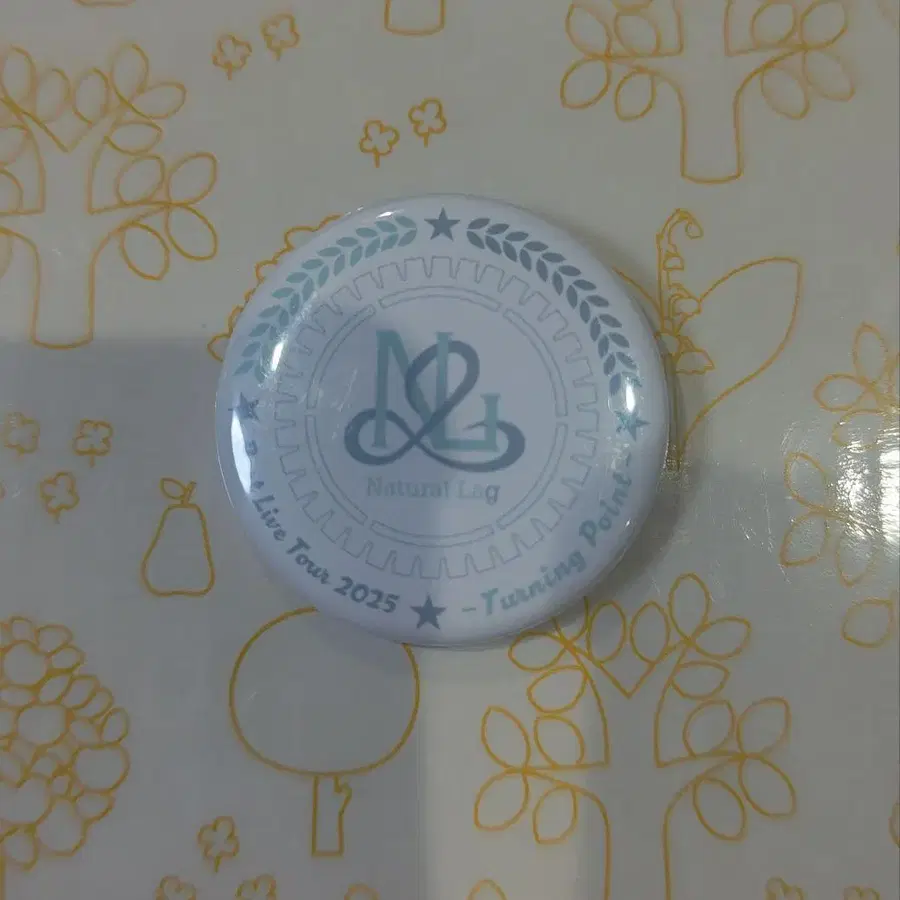 NL
Natural Lag
Live Tour 2025
-Turning Point-